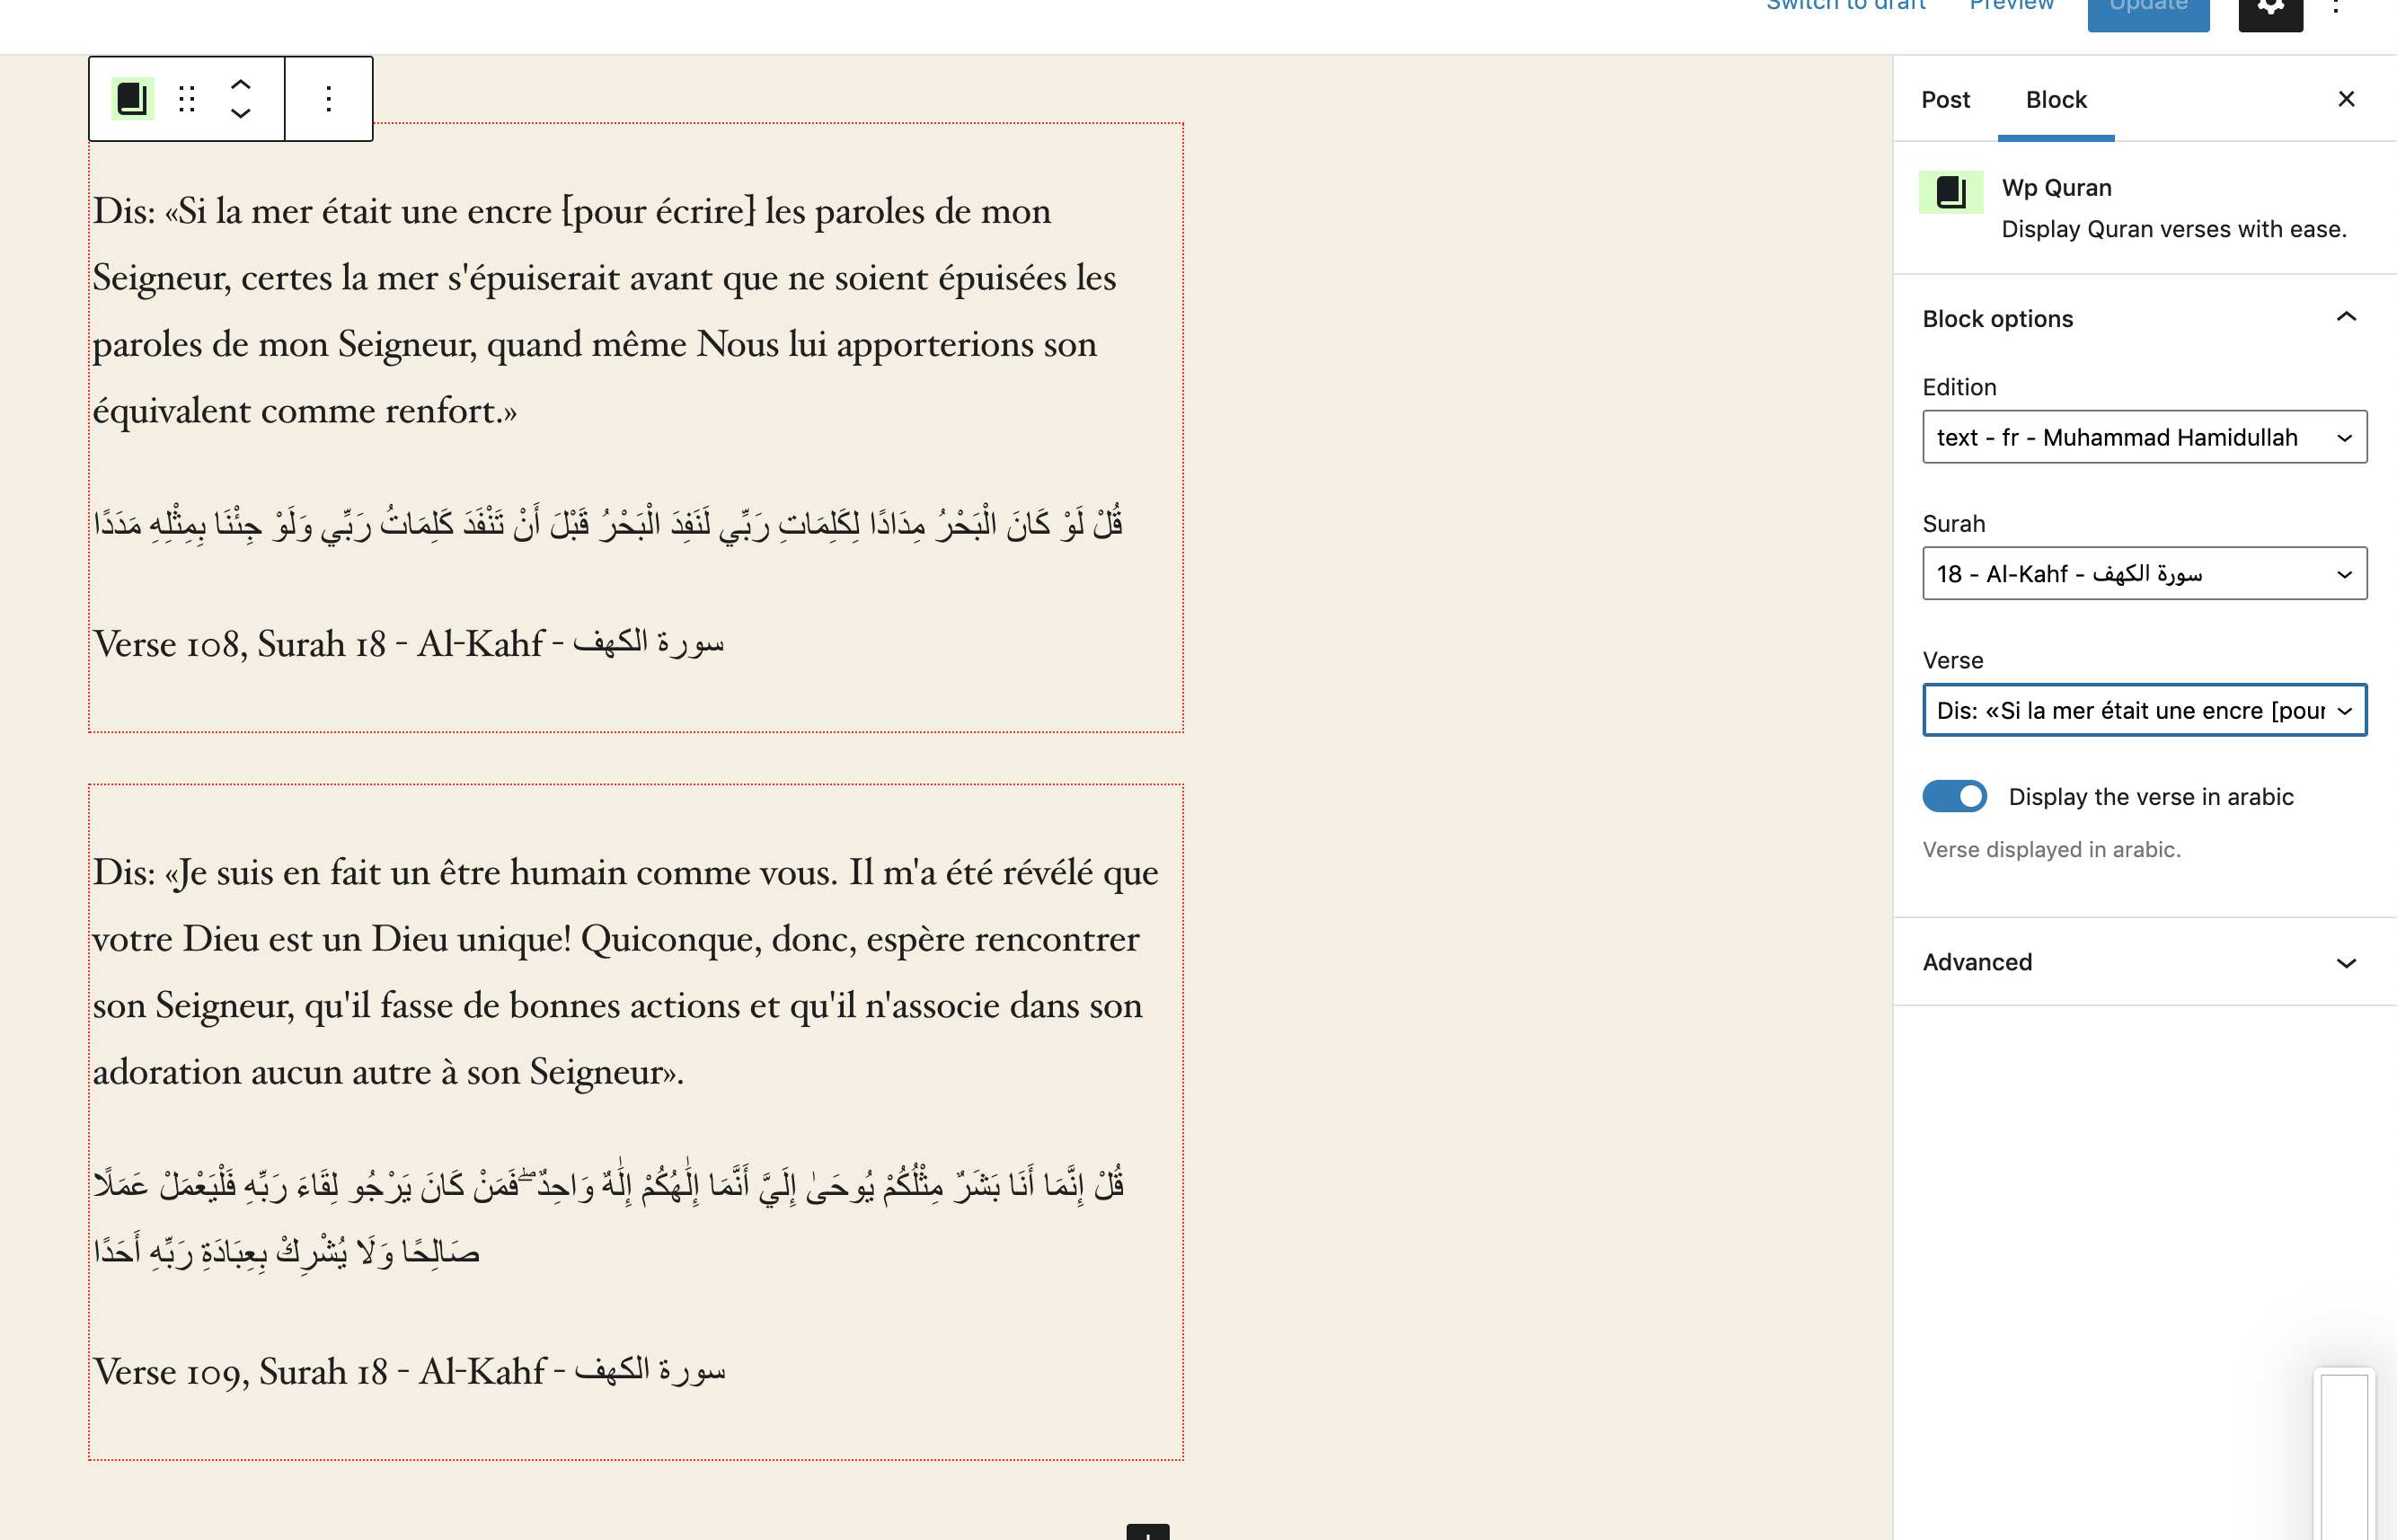 Switch to draft Preview Update
Post Block
Dis: «Si la mer était une encre [pour écrire] les paroles de mon
Seigneur, certes la mer s'épuiserait avant que ne soient épuisées les
paroles de mon Seigneur, quand même Nous lui apporterions son
équivalent comme renfort.»
قُلْ لَوْ كَانَ الْبَحْرُ مِدَادًا لِكَلِمَاتِ رَبِّي لَنَفِدَ الْبَحْرُ قَبْلَ أَنْ تَنْفَدَ كَلِمَاتُ رَبِّي وَلَوْ جِئْنَا بِمِثْلِهِ مَدَدًا
Verse 108, Surah 18 - Al-Kahf - سورة الكهف
Dis: «Je suis en fait un être humain comme vous. Il m'a été révélé que
votre Dieu est un Dieu unique! Quiconque, donc, espère rencontrer
son Seigneur, qu'il fasse de bonnes actions et qu'il n'associe dans son
adoration aucun autre à son Seigneur».
قُلْ إِنَّمَا أَنَا بَشَرٌ مِثْلُكُمْ يُوحَىٰ إِلَيَّ أَنَّمَا إِلَٰهُكُمْ إِلَٰهٌ وَاحِدٌ ۖ فَمَنْ كَانَ يَرْجُو لِقَاءَ رَبِّهِ فَلْيَعْمَلْ عَمَلًا
صَالِحًا وَلَا يُشْرِكْ بِعِبَادَةِ رَبِّهِ أَحَدًا
Verse 109, Surah 18 - Al-Kahf - سورة الكهف
Wp Quran
Display Quran verses with ease.
Block options
Edition
text - fr - Muhammad Hamidullah
Surah
18 - Al-Kahf - سورة الكهف
Verse
Dis: «Si la mer était une encre [pour
Display the verse in arabic
Verse displayed in arabic.
Advanced